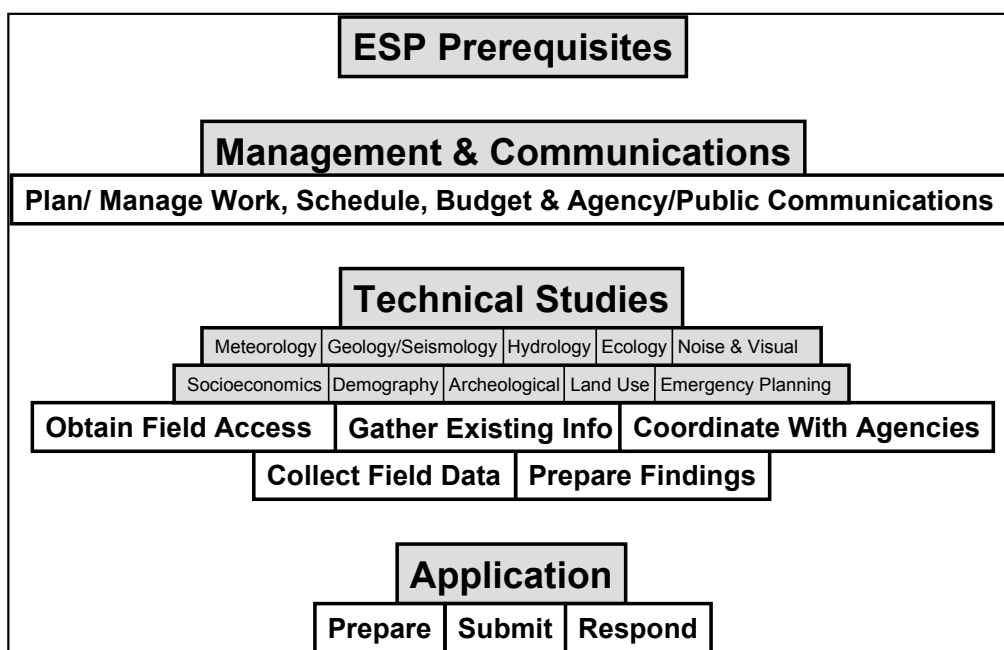 ESP Prerequisites
Management & Communications
Plan/ Manage Work, Schedule, Budget & Agency/Public Communications
Technical Studies
Meteorology Geology/Seismology Hydrology Ecology Noise & Visual
Socioeconomics Demography Archeological Land Use Emergency Planning
Obtain Field Access Gather Existing Info Coordinate With Agencies
Collect Field Data Prepare Findings
Application
Prepare Submit Respond